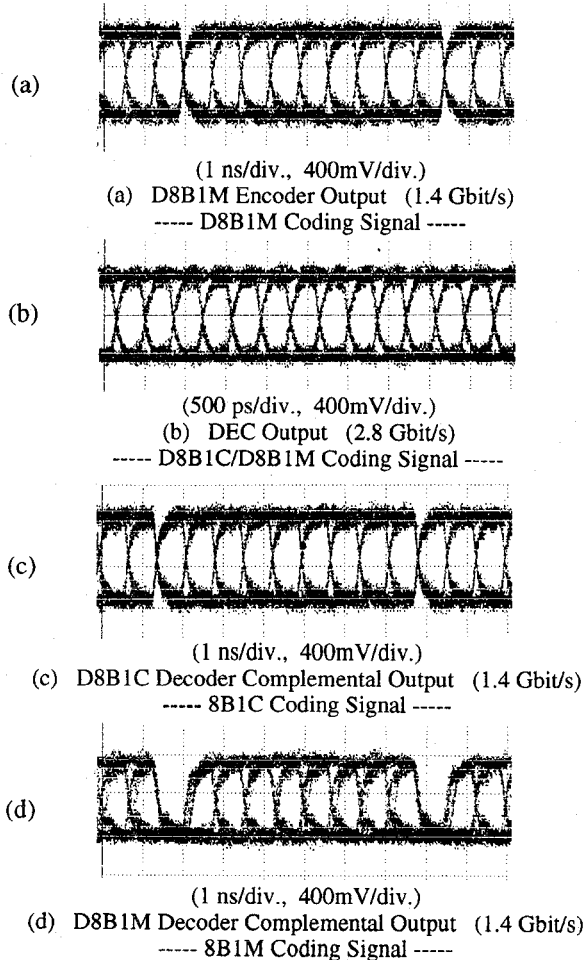 (a)
(1 ns/div., 400mV/div.)
(a) D8B1M Encoder Output (1.4 Gbit/s)
----- D8B1M Coding Signal -----
(b)
(500 ps/div., 400mV/div.)
(b) DEC Output (2.8 Gbit/s)
----- D8B1C/D8B1M Coding Signal -----
(c)
(1 ns/div., 400mV/div.)
(c) D8B1C Decoder Complemental Output (1.4 Gbit/s)
----- 8B1C Coding Signal -----
(d)
(1 ns/div., 400mV/div.)
(d) D8B1M Decoder Complemental Output (1.4 Gbit/s)
----- 8B1M Coding Signal -----